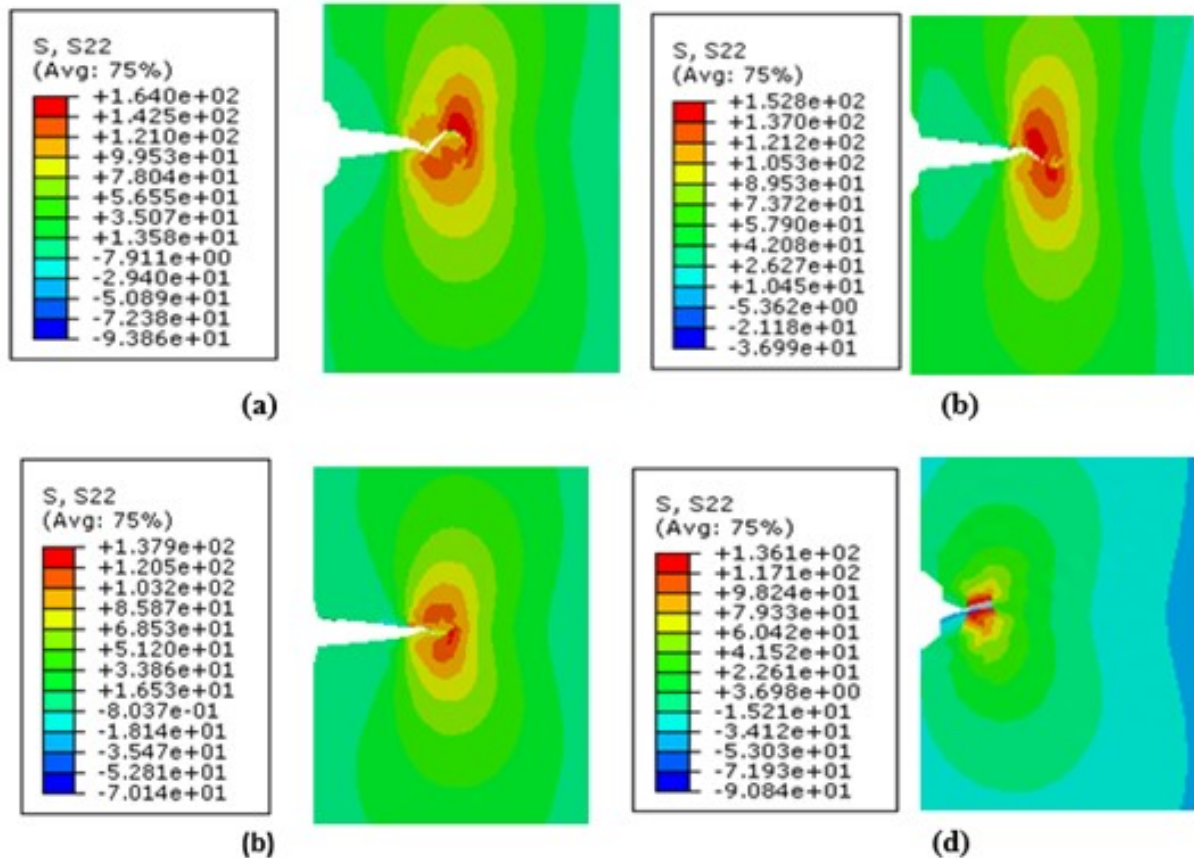 S, S22
(Avg: 75%)
+1.640e+02
+1.425e+02
+1.210e+02
+9.953e+01
+7.804e+01
+5.655e+01
+3.507e+01
+1.358e+01
-7.911e+00
-2.940e+01
-5.089e+01
-7.238e+01
-9.386e+01
(a)
S, S22
(Avg: 75%)
+1.528e+02
+1.370e+02
+1.212e+02
+1.053e+02
+8.953e+01
+7.372e+01
+5.790e+01
+4.208e+01
+2.627e+01
+1.045e+01
-5.362e+00
-2.118e+01
-3.699e+01
(b)
S, S22
(Avg: 75%)
+1.379e+02
+1.205e+02
+1.032e+02
+8.587e+01
+6.853e+01
+5.120e+01
+3.386e+01
+1.653e+01
-8.037e-01
-1.814e+01
-3.547e+01
-5.281e+01
-7.014e+01
(b)
S, S22
(Avg: 75%)
+1.361e+02
+1.171e+02
+9.824e+01
+7.933e+01
+6.042e+01
+4.152e+01
+2.261e+01
+3.698e+00
-1.521e+01
-3.412e+01
-5.303e+01
-7.193e+01
-9.084e+01
(d)